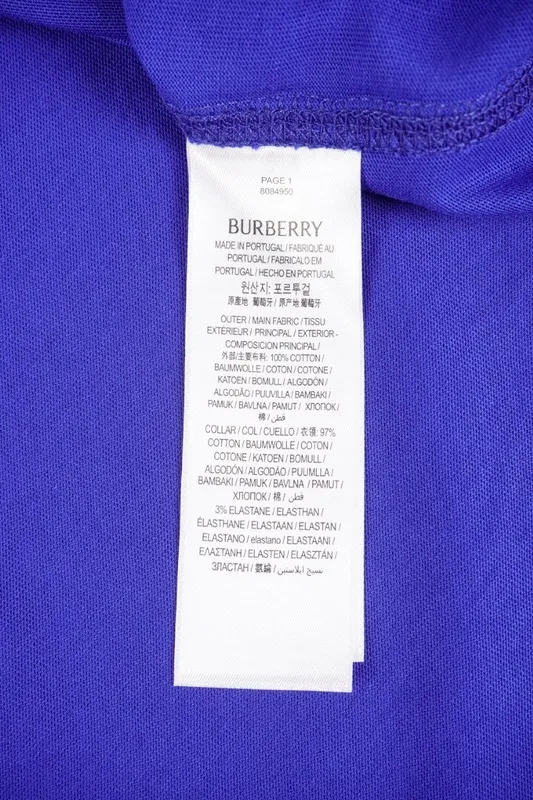 PAGE 1
8084950
BURBERRY
MADE IN PORTUGAL / FABRIQUÉ AU
PORTUGAL / FABRICALO EM
PORTUGAL / HECHO EN PORTUGAL
원산지: 포르투걸
原產地: 葡萄牙 / 原产地 葡萄牙
OUTER / MAIN FABRIC / TISSU
EXTÉRIEUR / PRINCIPAL / EXTERIOR -
COMPOSICION PRINCIPAL /
外部/主要布料: 100% COTTON /
BAUMWOLLE / COTON / COTONE /
KATOEN / BOMULL / ALGODÓN /
ALGODÃO / PUUVILLA / BAMBAKI /
PAMUK / BAVLNA / PAMUT / ХЛОПОК /
棉 / قطن
COLLAR / COL / CUELLO / 衣領: 97%
COTTON / BAUMWOLLE / COTON /
COTONE / KATOEN / BOMULL /
ALGODÓN / ALGODÃO / PUUMLLA /
BAMBAKI / PAMUK / BAVLNA / PAMUT /
ХЛОПОК / 棉 / قطن
3% ELASTANE / ELASTHAN /
ÉLASTHANE / ELASTAAN / ELASTAN /
ELASTANO / elastano / ELASTAANI /
ΕΛΑΣΤΑΝΗ / ELASTEN / ELASZTÁN /
ЭЛАСТАН / 氨綸 / نسيج ايلاستين